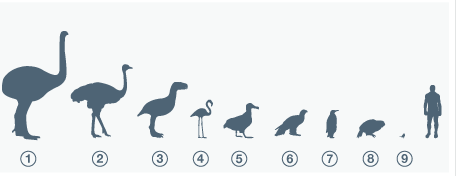 ① ② ③ ④ ⑤ ⑥ ⑦ ⑧ ⑨